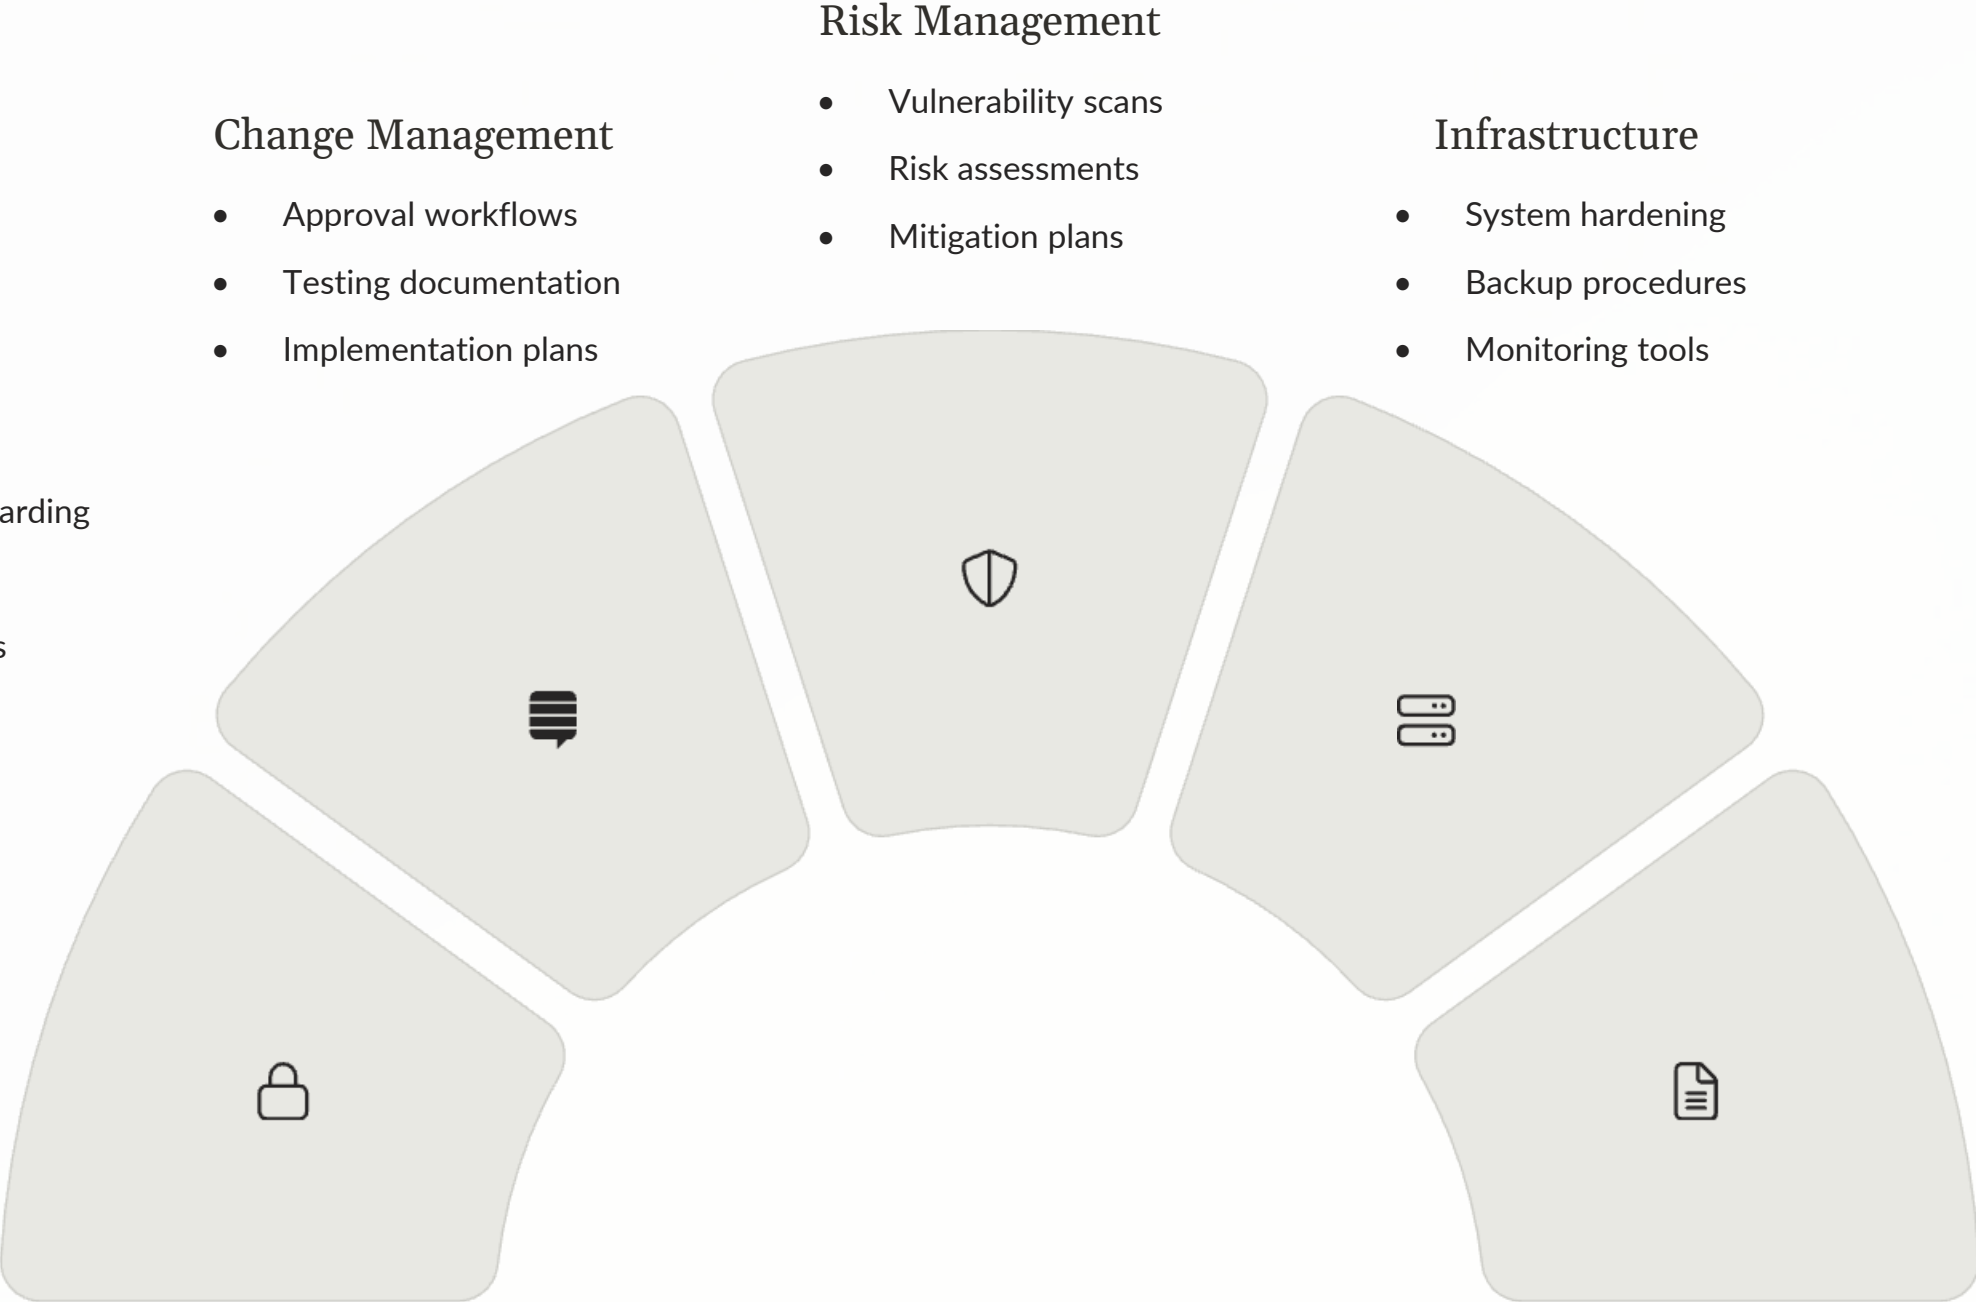 Risk Management
• Vulnerability scans
• Risk assessments
• Mitigation plans
Change Management
• Approval workflows
• Testing documentation
• Implementation plans
Infrastructure
• System hardening
• Backup procedures
• Monitoring tools
arding
s